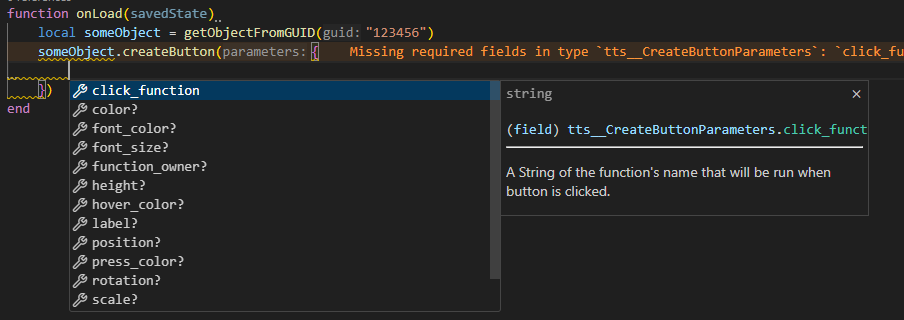 function onLoad(savedState)
local someObject = getObjectFromGUID(guid: "123456")
someObject.createButton(parameters: { Missing required fields in type `tts__CreateButtonParameters`: `click_fu
})
end
click_function
color?
font_color?
font_size?
function_owner?
height?
hover_color?
label?
position?
press_color?
rotation?
scale?
string ×
(field) tts__CreateButtonParameters.click_funct
A String of the function's name that will be run when
button is clicked.